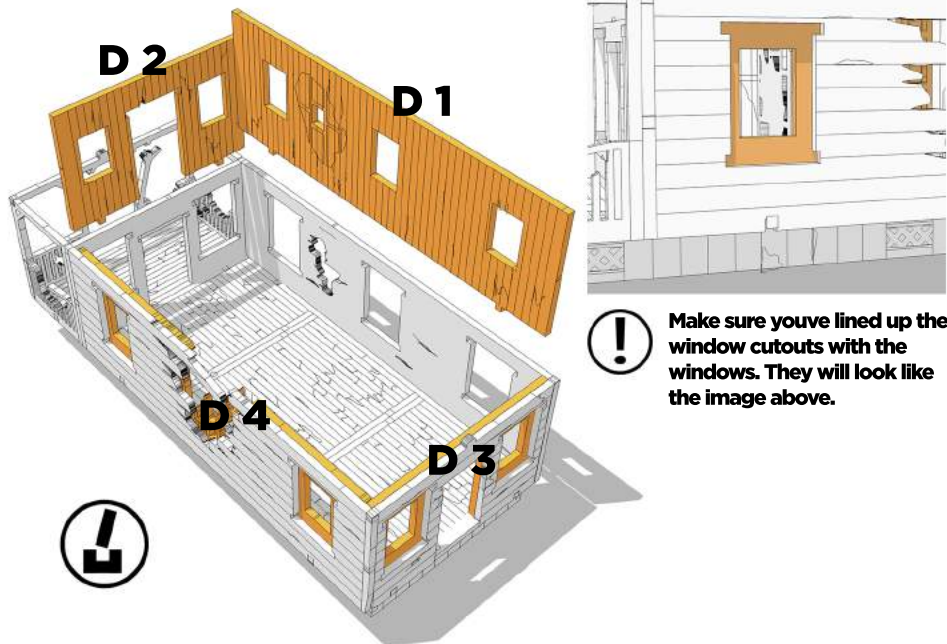 D 2
D 1
D 4
D 3
!
Make sure youve lined up the
window cutouts with the
windows. They will look like
the image above.